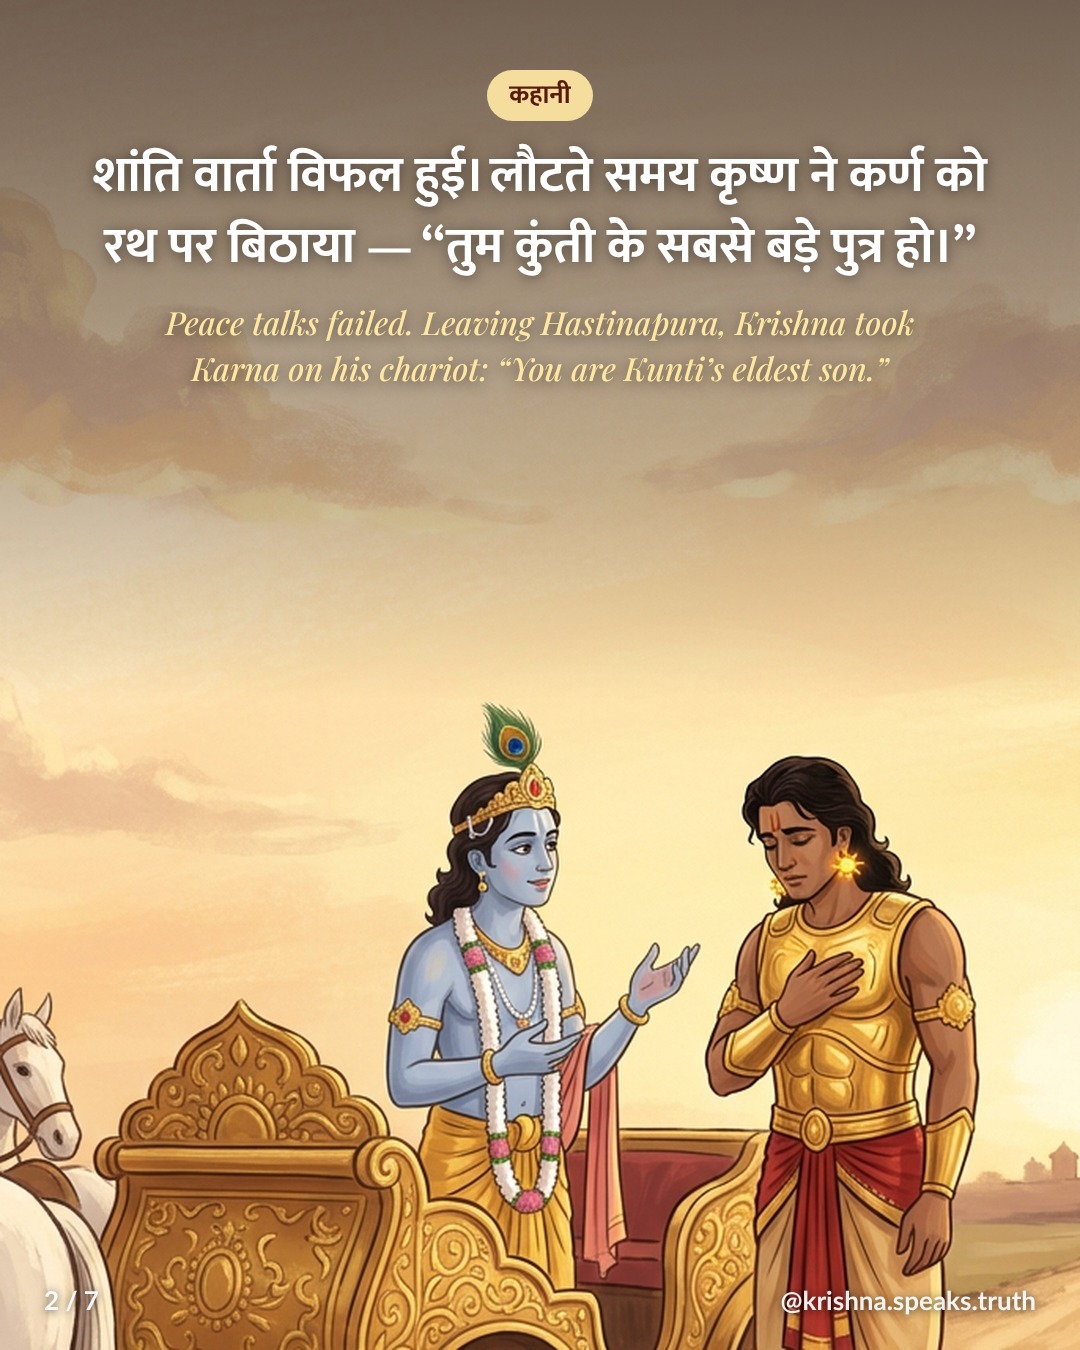 कहानी
शांति वार्ता विफल हुई। लौटते समय कृष्ण ने कर्ण को
रथ पर बिठाया — “तुम कुंती के सबसे बड़े पुत्र हो।”
Peace talks failed. Leaving Hastinapura, Krishna took
Karna on his chariot: “You are Kunti’s eldest son.”
2 / 7
@krishna.speaks.truth